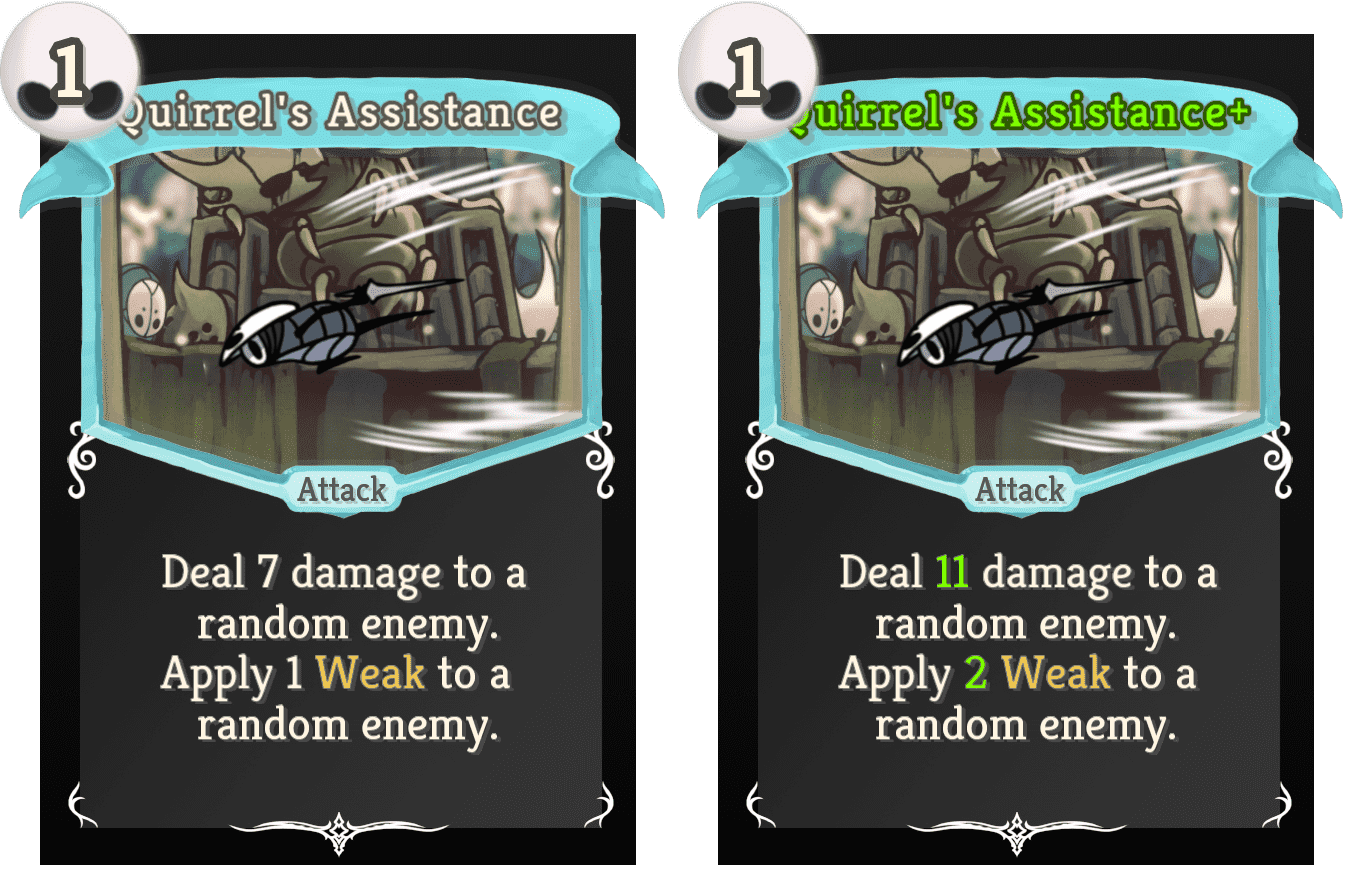 1
Quirrel's Assistance
Attack
Deal 7 damage to a
random enemy.
Apply 1 Weak to a
random enemy.
1
Quirrel's Assistance+
Attack
Deal 11 damage to a
random enemy.
Apply 2 Weak to a
random enemy.